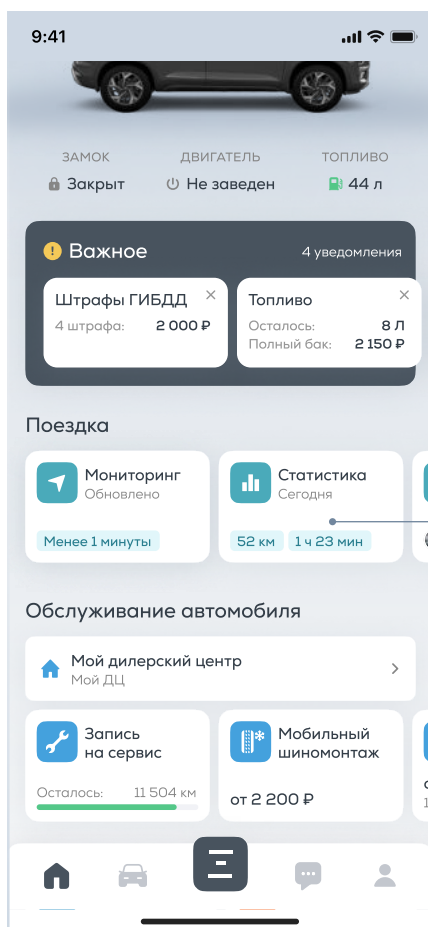 9:41
ЗАМОК ДВИГАТЕЛЬ ТОПЛИВО
Закрыт Не заведен 44 л
Важное 4 уведомления
Штрафы ГИБДД
4 штрафа: 2 000 ₽
Топливо
Осталось: 8 Л
Полный бак: 2 150 ₽
Поездка
Мониторинг
Обновлено
Менее 1 минуты
Статистика
Сегодня
52 км 1 ч 23 мин
Обслуживание автомобиля
Мой дилерский центр
Мой ДЦ
Запись
на сервис
Осталось: 11 504 км
Мобильный
шиномонтаж
от 2 200 ₽